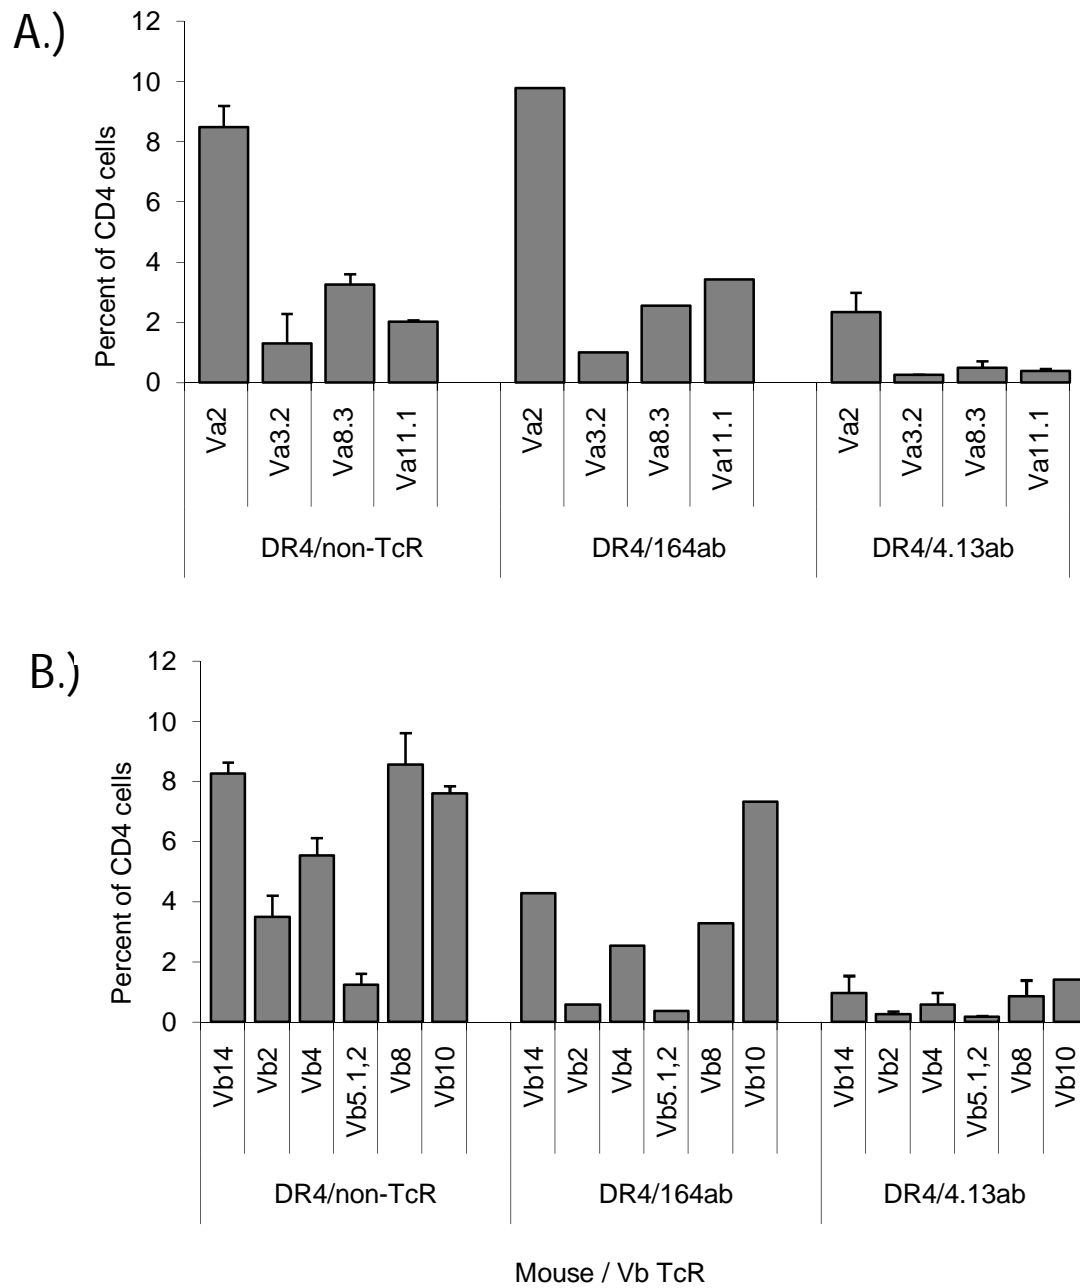 A.)
12
10
8
6
4
2
0
Percent of CD4 cells
Va2 Va3.2 Va8.3 Va11.1 Va2 Va3.2 Va8.3 Va11.1 Va2 Va3.2 Va8.3 Va11.1
DR4/non-TcR DR4/164ab DR4/4.13ab
B.)
12
10
8
6
4
2
0
Percent of CD4 cells
Vb14 Vb2 Vb4 Vb5.1,2 Vb8 Vb10 Vb14 Vb2 Vb4 Vb5.1,2 Vb8 Vb10 Vb14 Vb2 Vb4 Vb5.1,2 Vb8 Vb10
DR4/non-TcR DR4/164ab DR4/4.13ab
Mouse / Vb TcR